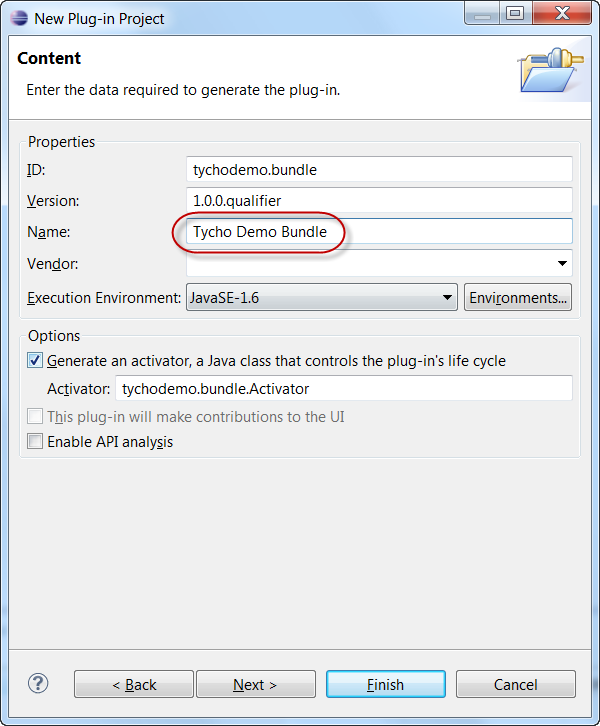 New Plug-in Project
Content
Enter the data required to generate the plug-in.
Properties
ID: tychodemo.bundle
Version: 1.0.0.qualifier
Name: Tycho Demo Bundle
Vendor:
Execution Environment: JavaSE-1.6 Environments...
Options
Generate an activator, a Java class that controls the plug-in's life cycle
Activator: tychodemo.bundle.Activator
This plug-in will make contributions to the UI
Enable API analysis
? < Back Next > Finish Cancel